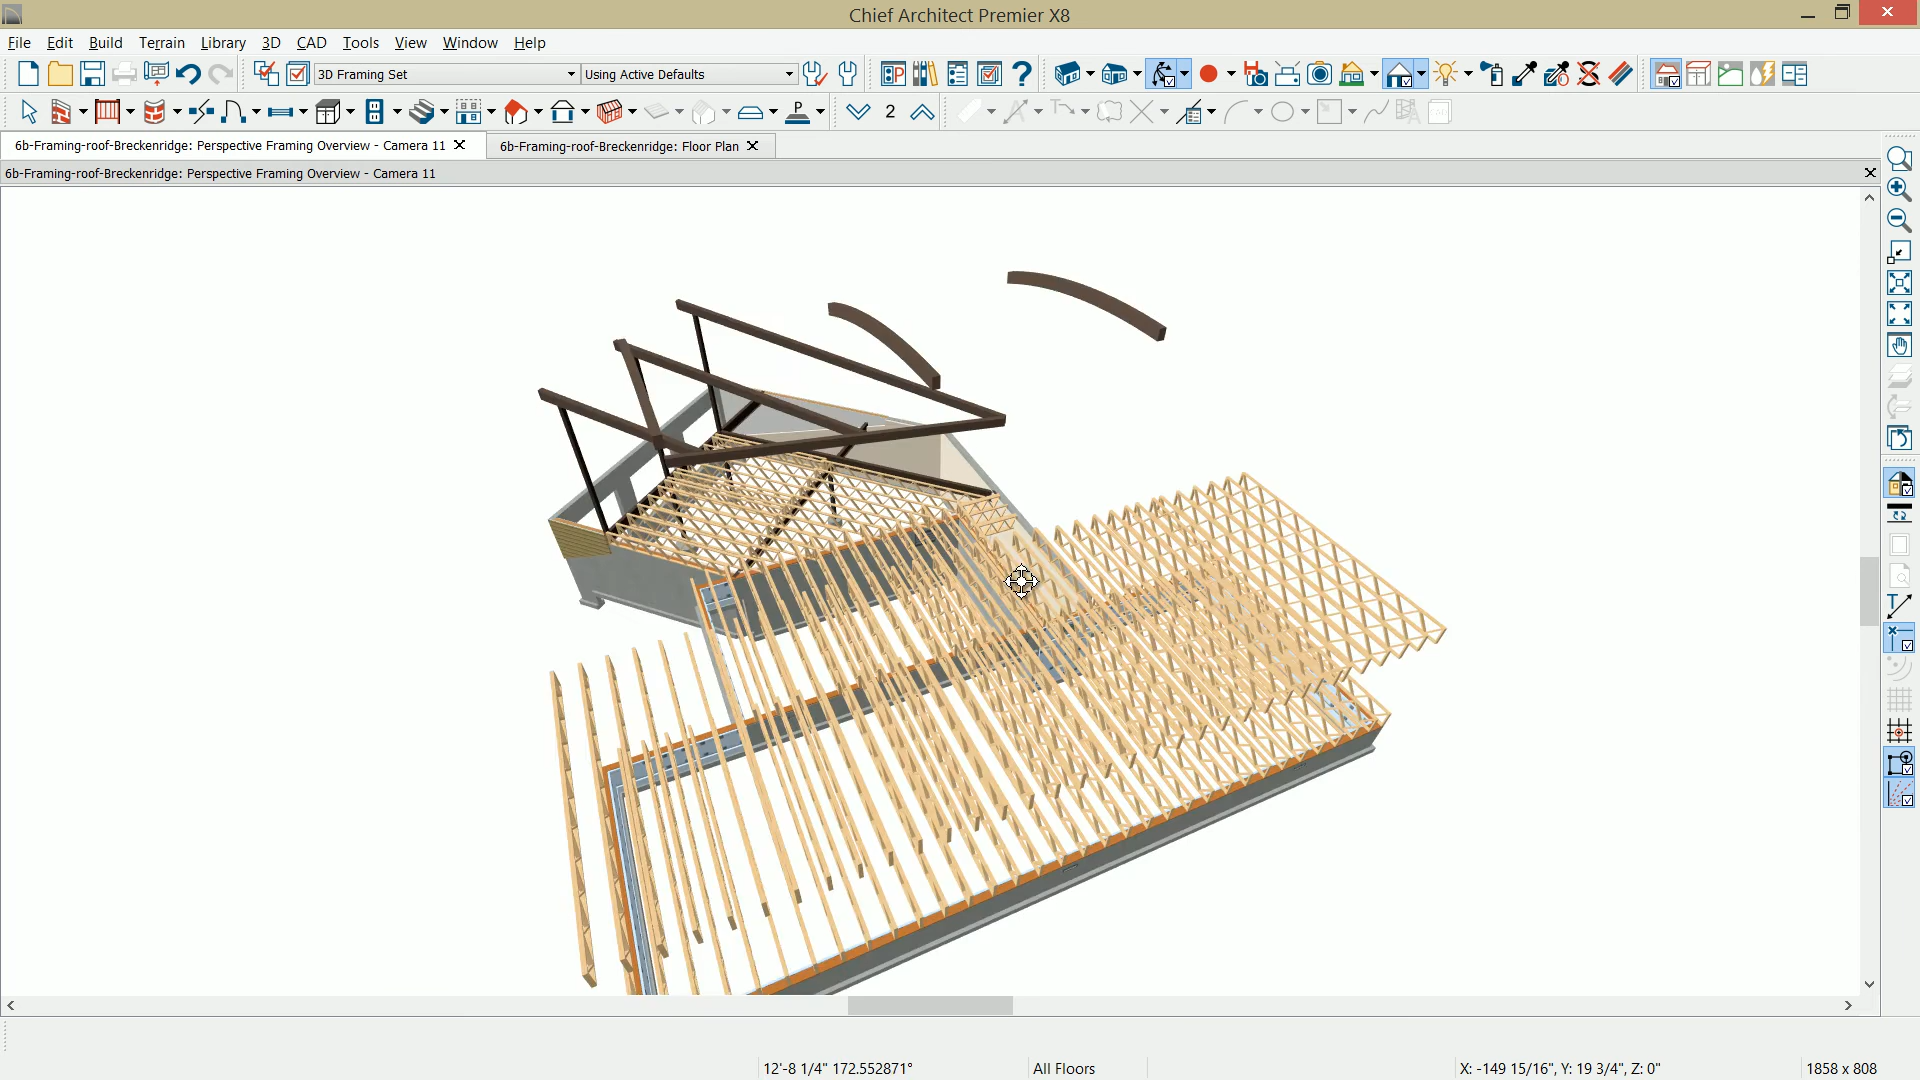 Chief Architect Premier X8
File Edit Build Terrain Library 3D CAD Tools View Window Help
3D Framing Set Using Active Defaults
2
6b-Framing-roof-Breckenridge: Perspective Framing Overview - Camera 11 6b-Framing-roof-Breckenridge: Floor Plan
6b-Framing-roof-Breckenridge: Perspective Framing Overview - Camera 11
12'-8 1/4" 172.552871° All Floors X: -149 15/16", Y: 19 3/4", Z: 0" 1858 x 808